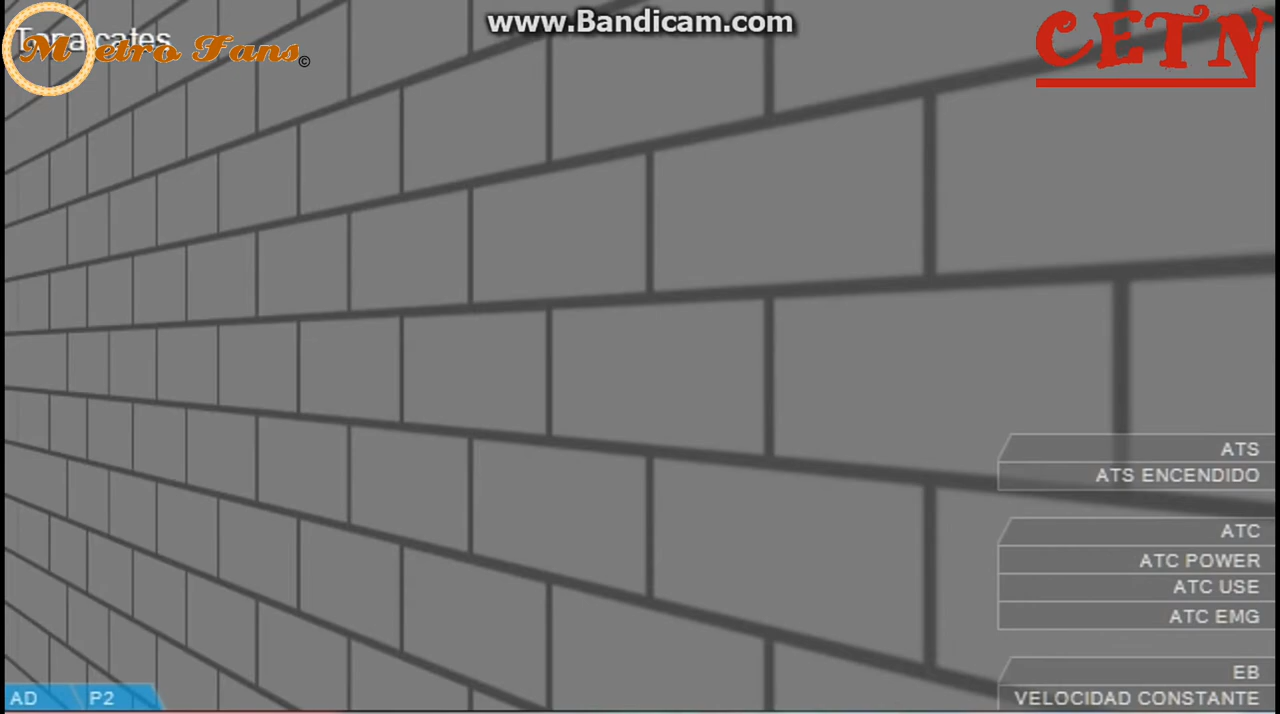 www.Bandicam.com
Tepalcates
Metro Fans©
CETN
ATS
ATS ENCENDIDO
ATC
ATC POWER
ATC USE
ATC EMG
EB
VELOCIDAD CONSTANTE
AD P2